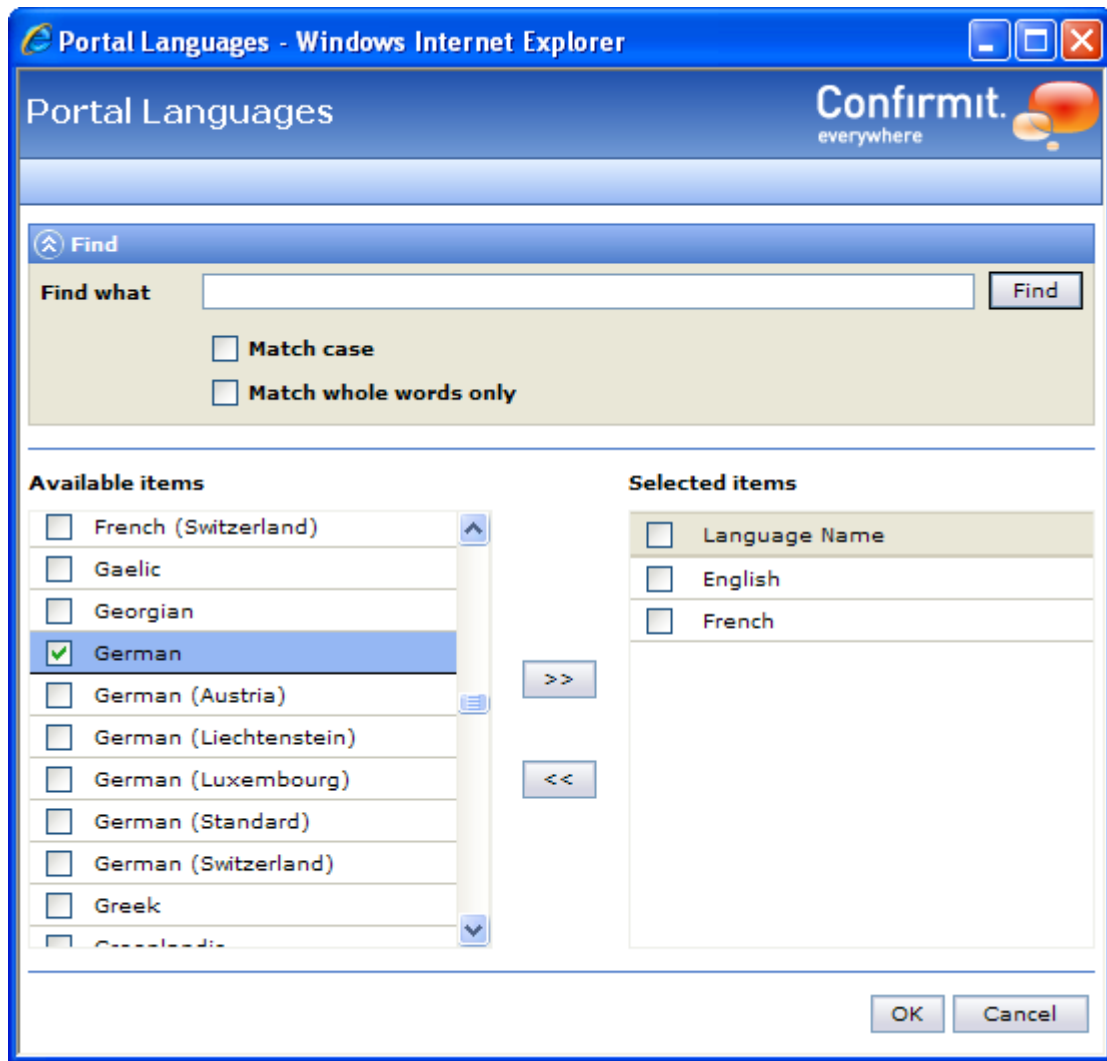 Portal Languages - Windows Internet Explorer
Portal Languages
Confirmit.
everywhere
Find
Find what
Find
Match case
Match whole words only
Available items
French (Switzerland)
Gaelic
Georgian
German
German (Austria)
German (Liechtenstein)
German (Luxembourg)
German (Standard)
German (Switzerland)
Greek
>>
<<
Selected items
Language Name
English
French
OK
Cancel